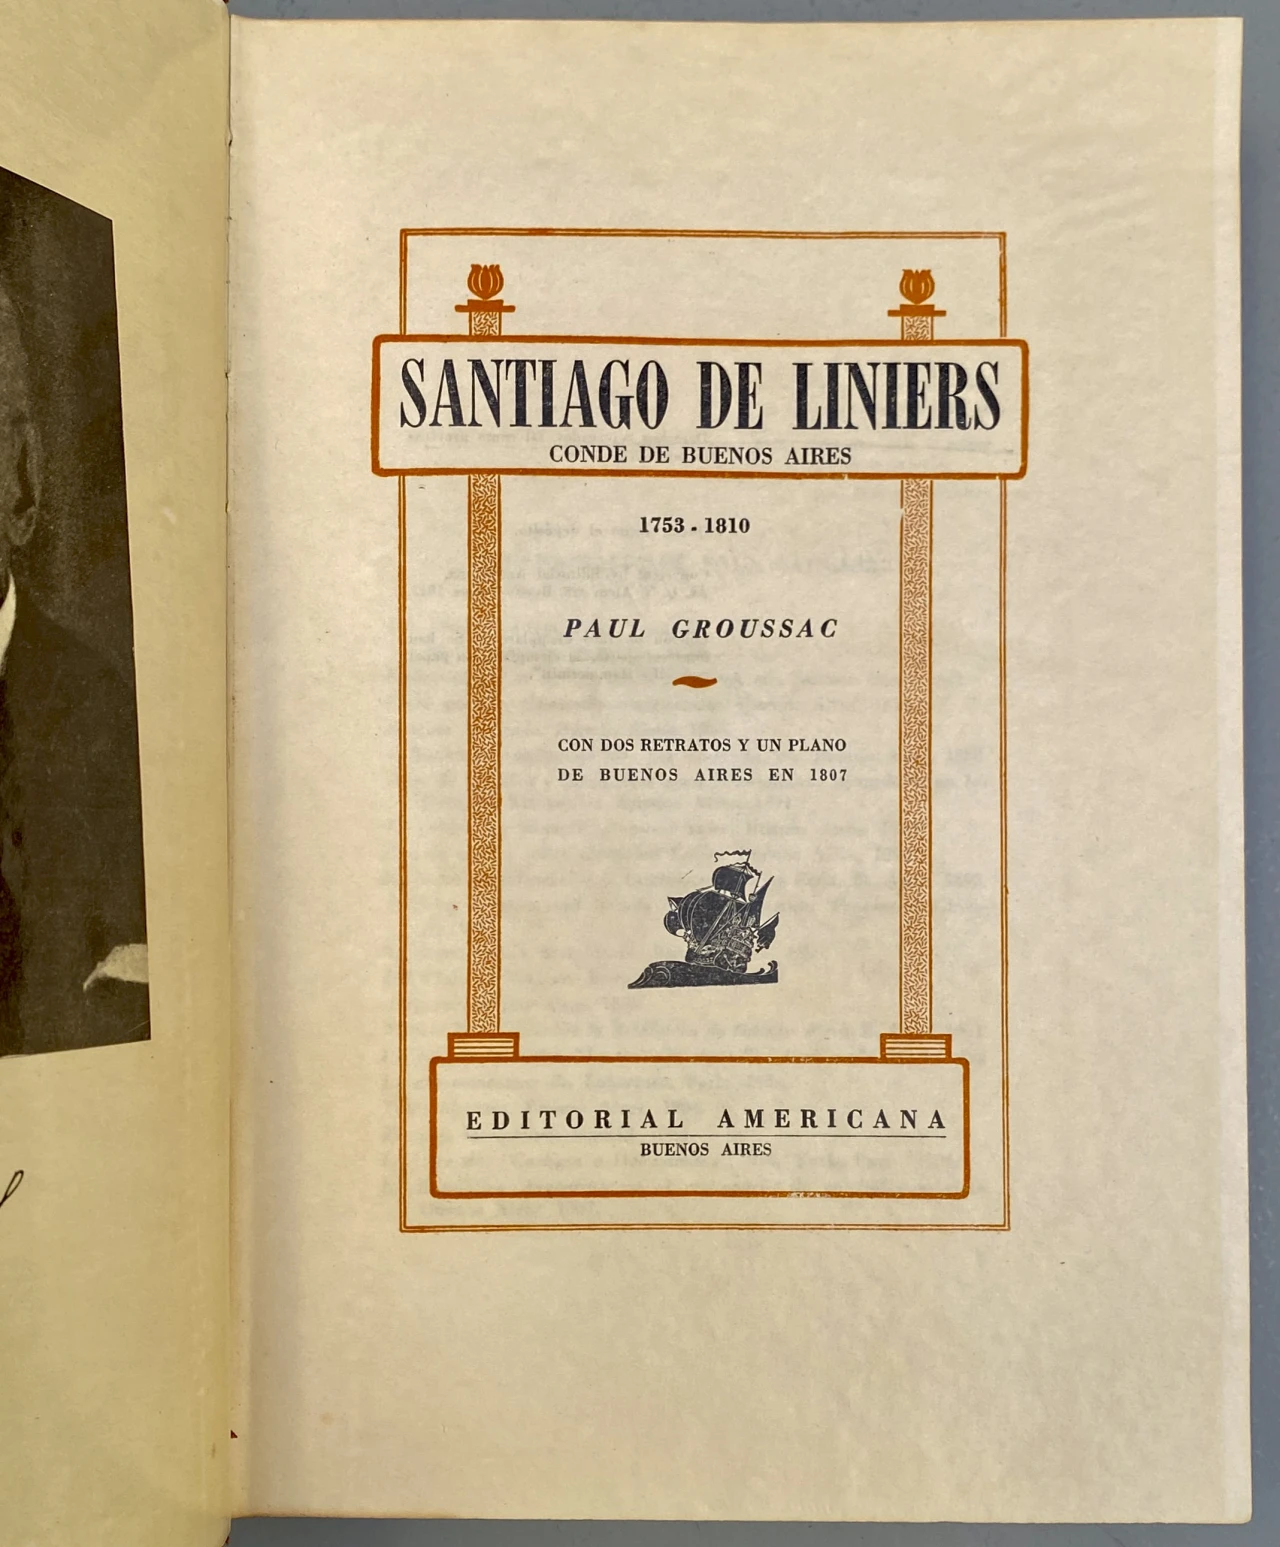 SANTIAGO DE LINIERS
CONDE DE BUENOS AIRES
1753 - 1810
PAUL GROUSSAC
CON DOS RETRATOS Y UN PLANO
DE BUENOS AIRES EN 1807
EDITORIAL AMERICANA
BUENOS AIRES